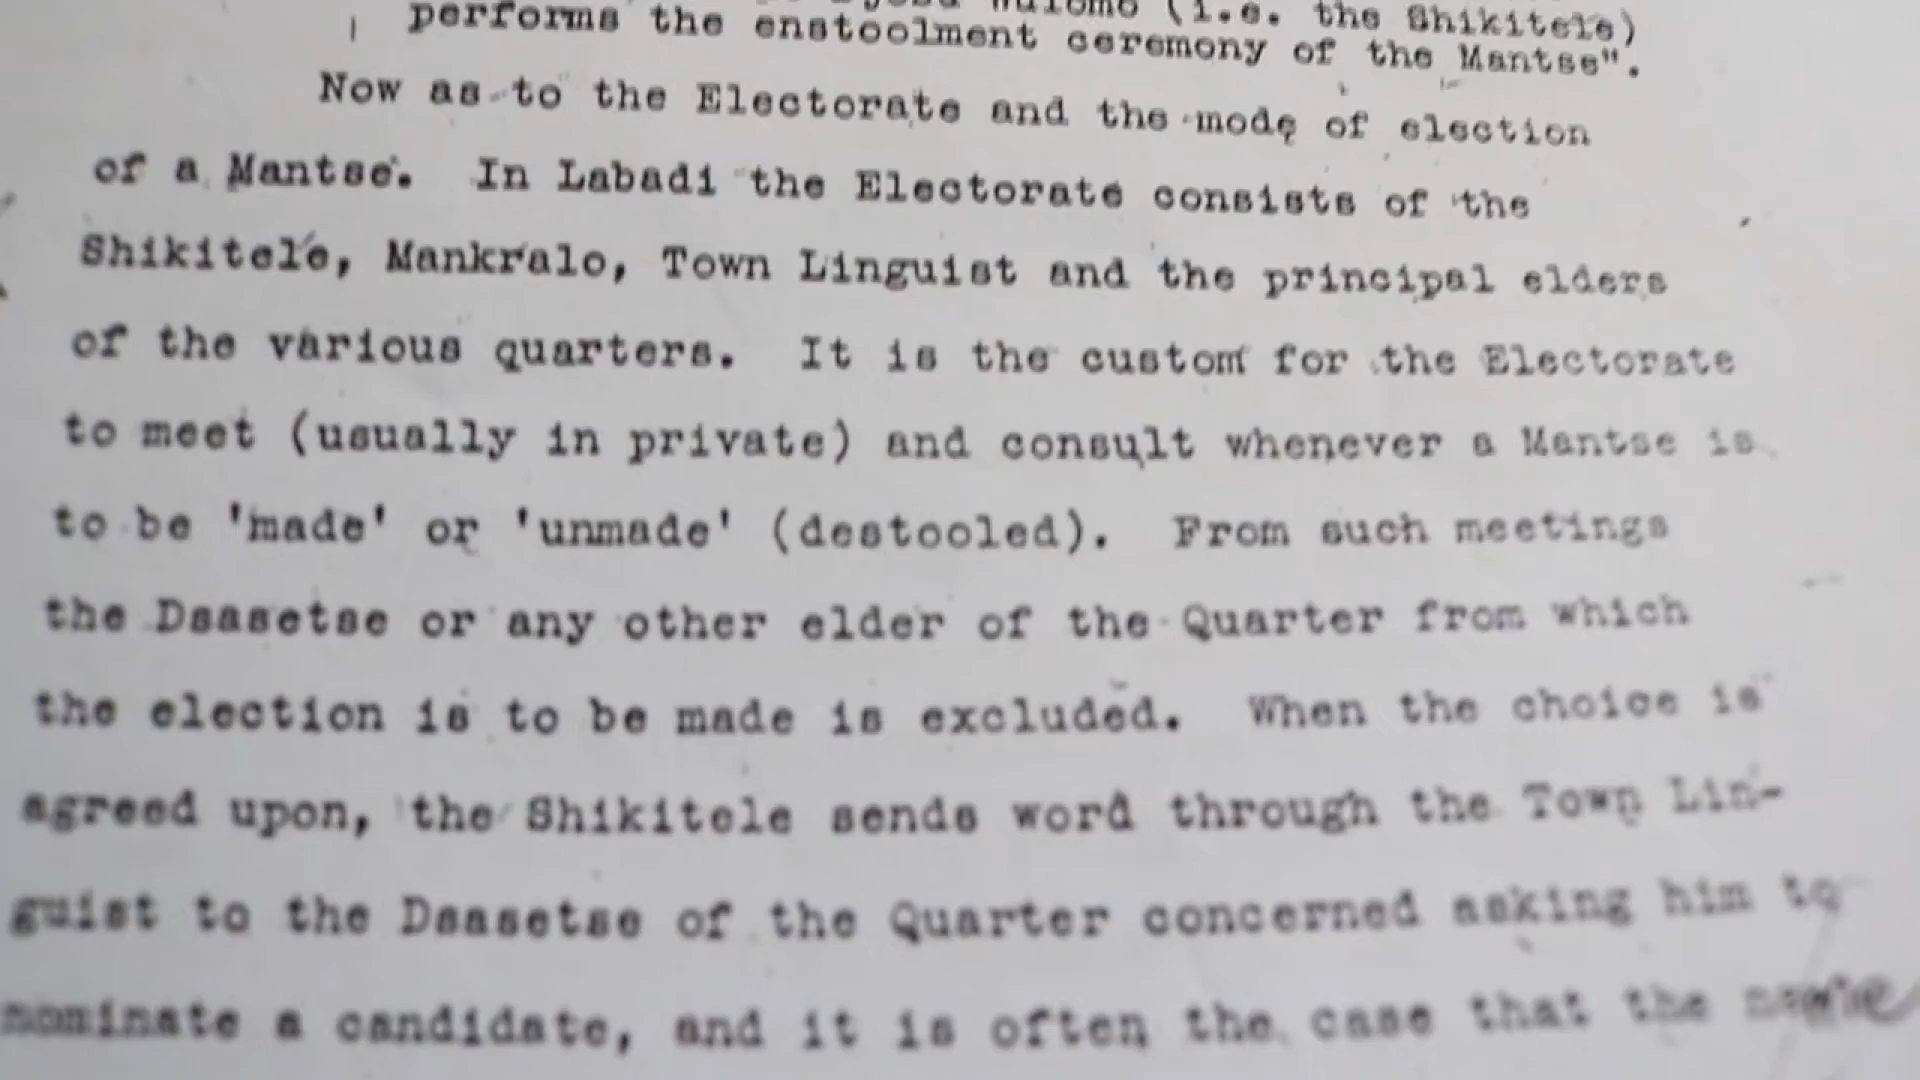 Wulomo (i.e. the Shikitele)
performs the enstoolment ceremony of the Mantse".
Now as to the Electorate and the mode of election
of a Mantse. In Labadi the Electorate consists of the
Shikitele, Mankralo, Town Linguist and the principal elders
of the various quarters. It is the custom for the Electorate
to meet (usually in private) and consult whenever a Mantse is
to be 'made' or 'unmade' (destooled). From such meetings
the Dsasetse or any other elder of the Quarter from which
the election is to be made is excluded. When the choice is
agreed upon, the Shikitele sends word through the Town Lin-
guist to the Dsasetse of the Quarter concerned asking him to
nominate a candidate, and it is often the case that the name